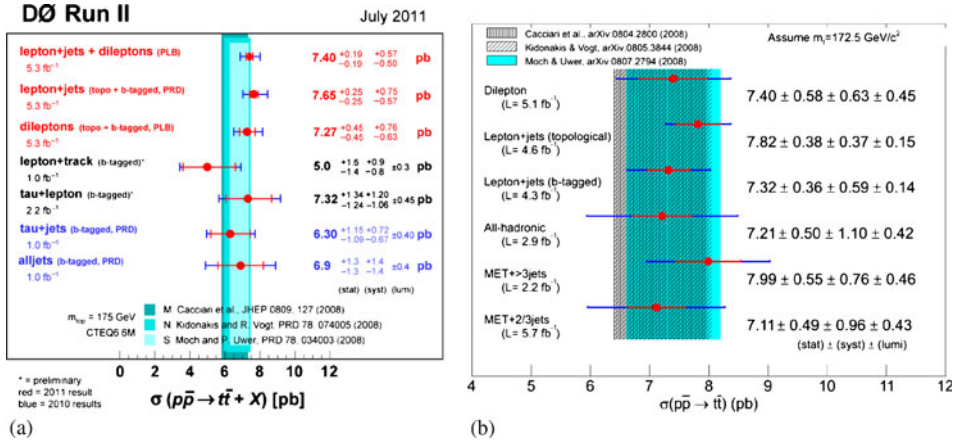 DØ Run II
July 2011
lepton+jets + dileptons (PLB)
5.3 fb⁻¹
7.40 +0.19 −0.19 +0.57 −0.50 pb
lepton+jets (topo + b-tagged, PRD)
5.3 fb⁻¹
7.65 +0.25 −0.25 +0.75 −0.57 pb
dileptons (topo + b-tagged, PLB)
5.3 fb⁻¹
7.27 +0.45 −0.45 +0.76 −0.63 pb
lepton+track (b-tagged)*
1.0 fb⁻¹
5.0 +1.6 −1.4 +0.9 −0.8 ±0.3 pb
tau+lepton (b-tagged)*
2.2 fb⁻¹
7.32 +1.34 −1.24 +1.20 −1.06 ±0.45 pb
tau+jets (b-tagged, PRD)
1.0 fb⁻¹
6.30 +1.15 −1.09 +0.72 −0.67 ±0.40 pb
alljets (b-tagged, PRD)
1.0 fb⁻¹
6.9 +1.3 −1.3 +1.4 −1.4 ±0.4 pb
(stat) (syst) (lumi)
m_top = 175 GeV
CTEQ6.6M
M Cacciari et al., JHEP 0809, 127 (2008)
N Kidonakis and R. Vogt, PRD 78, 074005 (2008)
S Moch and P. Uwer, PRD 78, 034003 (2008)
* = preliminary
red = 2011 result
blue = 2010 results
0 2 4 6 8 10 12
σ (pp̄ → tt̄ + X) [pb]
(a)
Cacciari et al., arXiv:0804.2800 (2008)
Kidonakis & Vogt, arXiv:0805.3844 (2008)
Moch & Uwer, arXiv:0807.2794 (2008)
Assume mₜ=172.5 GeV/c²
Dilepton
(L= 5.1 fb⁻¹)
7.40 ± 0.58 ± 0.63 ± 0.45
Lepton+jets (topological)
(L= 4.6 fb⁻¹)
7.82 ± 0.38 ± 0.37 ± 0.15
Lepton+jets (b-tagged)
(L= 4.3 fb⁻¹)
7.32 ± 0.36 ± 0.59 ± 0.14
All-hadronic
(L= 2.9 fb⁻¹)
7.21 ± 0.50 ± 1.10 ± 0.42
MET+>3jets
(L= 2.2 fb⁻¹)
7.99 ± 0.55 ± 0.76 ± 0.46
MET+2/3jets
(L= 5.7 fb⁻¹)
7.11 ± 0.49 ± 0.96 ± 0.43
(stat) ± (syst) ± (lumi)
4 5 6 7 8 9 10 11 12
σ(pp̄ → tt̄) (pb)
(b)